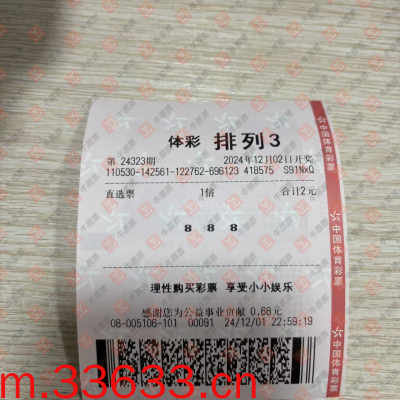 体彩 排列3
第 24323期 2024年12月02日开奖
110530-142561-122762-696123 418575 S91NxQ
直选票 1倍 合计2元
8 8 8
理性购买彩票 享受小小娱乐
感谢您为公益事业贡献 0.68元
08-005106-101 00091 24/12/01 22:59:19
中国体育彩票
中国体育彩票
m.33633.cn